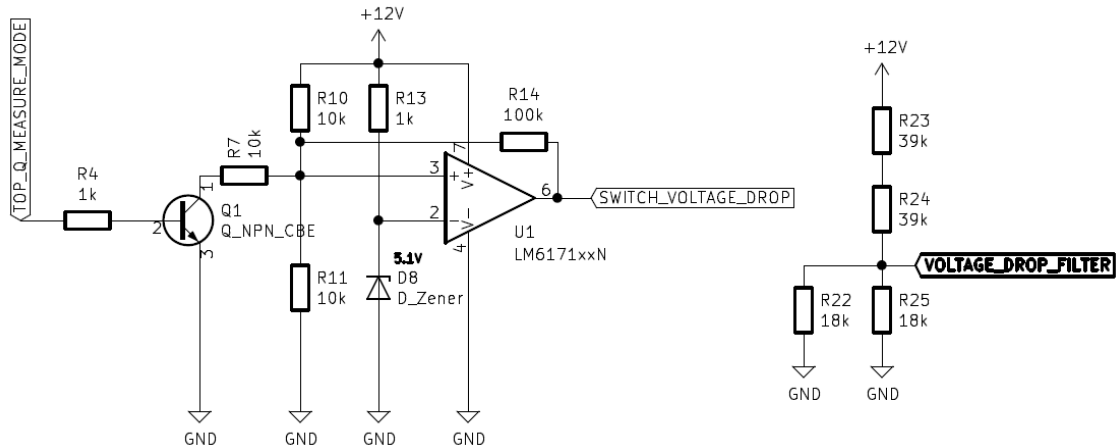 TOP_Q_MEASURE_MODE
R4
1k
2
1
3
Q1
Q_NPN_CBE
GND
R7
10k
+12V
R10
10k
R11
10k
GND
R13
1k
5.1V
D8
D_Zener
GND
R14
100k
3
2
7
6
4
+
-
V+
V-
U1
LM6171xxN
GND
SWITCH_VOLTAGE_DROP
+12V
R23
39k
R24
39k
VOLTAGE_DROP_FILTER
R22
18k
R25
18k
GND
GND